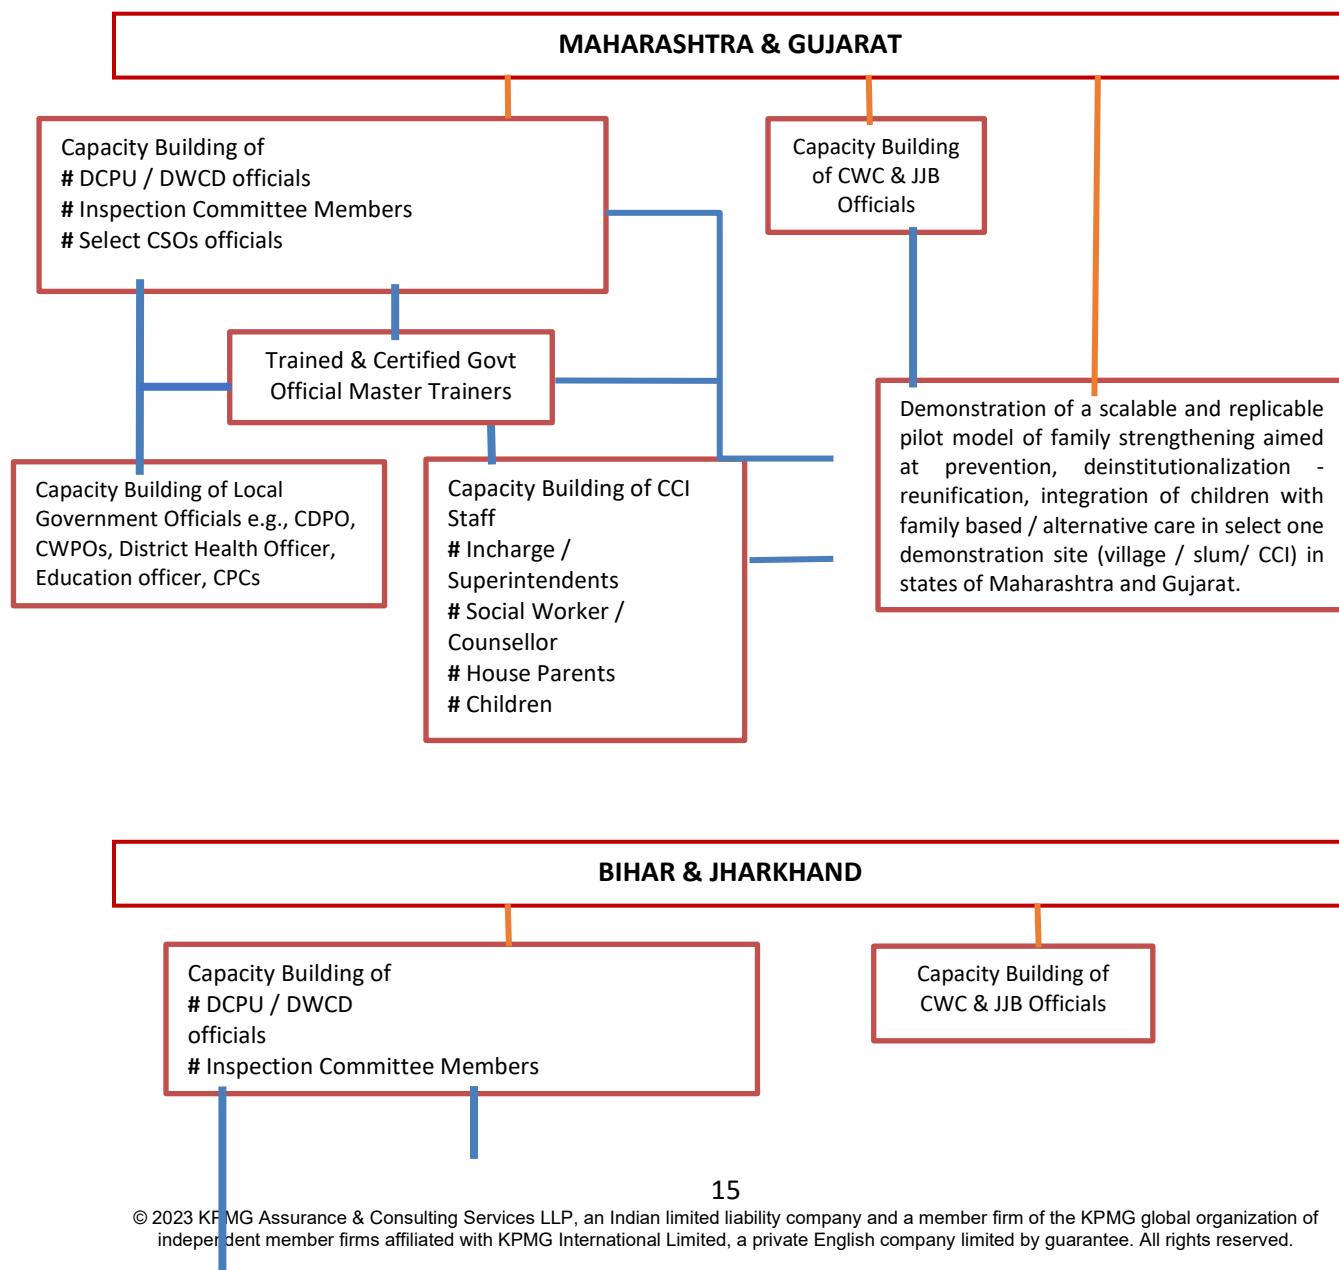 MAHARASHTRA & GUJARAT
Capacity Building of
# DCPU / DWCD officials
# Inspection Committee Members
# Select CSOs officials
Capacity Building
of CWC & JJB
Officials
Trained & Certified Govt
Official Master Trainers
Capacity Building of Local
Government Officials e.g., CDPO,
CWPOs, District Health Officer,
Education officer, CPCs
Capacity Building of CCI
Staff
# Incharge /
Superintendents
# Social Worker /
Counsellor
# House Parents
# Children
Demonstration of a scalable and replicable
pilot model of family strengthening aimed
at prevention, deinstitutionalization -
reunification, integration of children with
family based / alternative care in select one
demonstration site (village / slum/ CCI) in
states of Maharashtra and Gujarat.
BIHAR & JHARKHAND
Capacity Building of
# DCPU / DWCD
officials
# Inspection Committee Members
Capacity Building of
CWC & JJB Officials
15
© 2023 KPMG Assurance & Consulting Services LLP, an Indian limited liability company and a member firm of the KPMG global organization of
independent member firms affiliated with KPMG International Limited, a private English company limited by guarantee. All rights reserved.